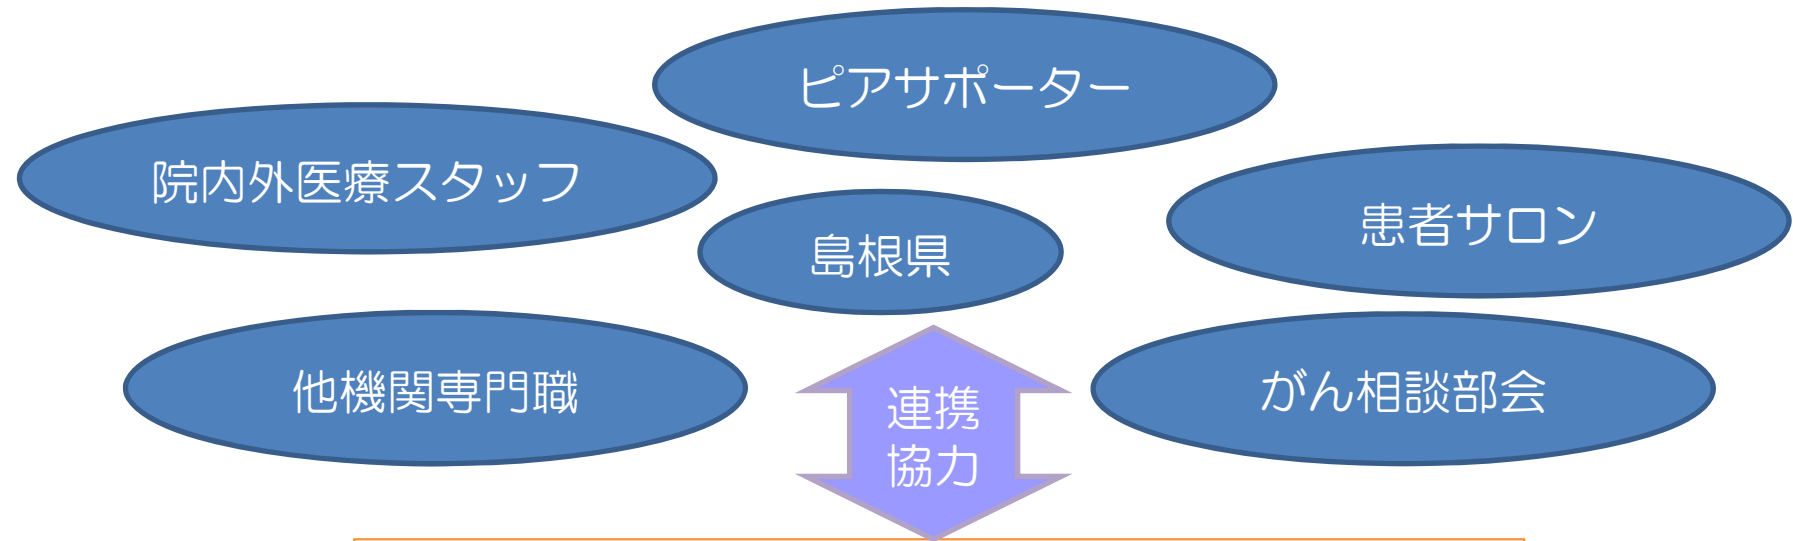 ピアサポーター
院内外医療スタッフ
患者サロン
島根県
他機関専門職
がん相談部会
連携
協力